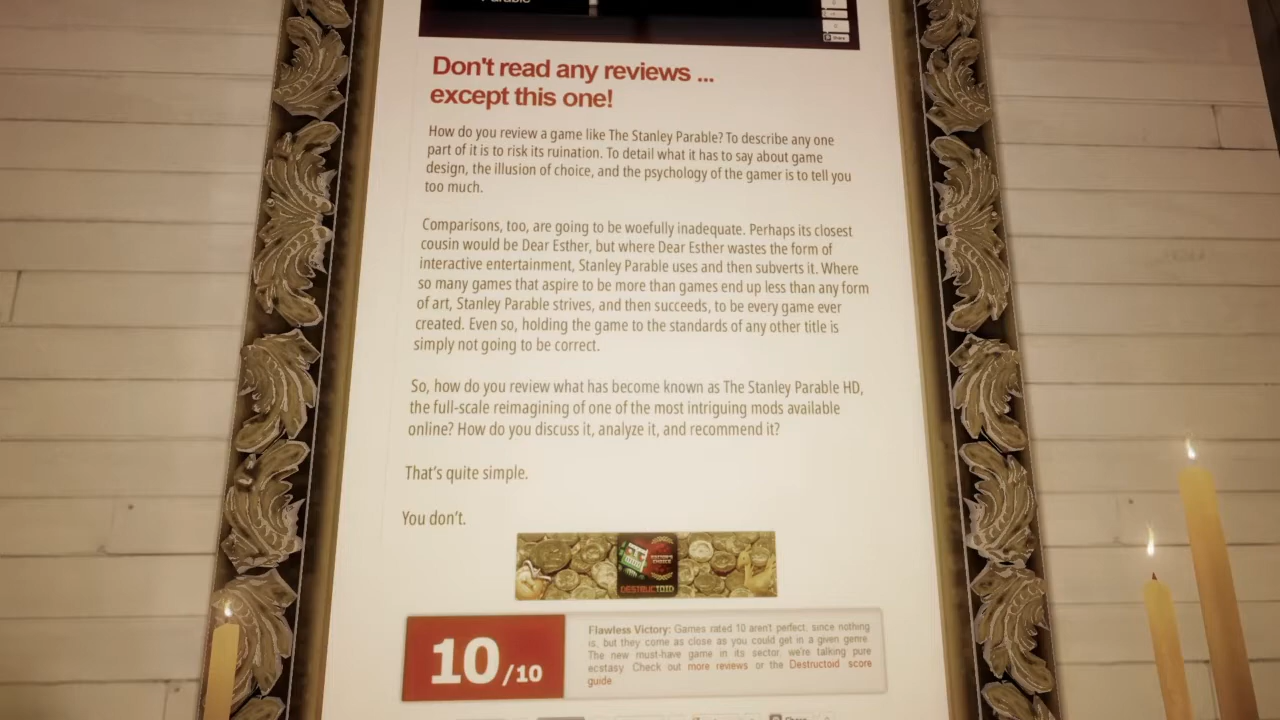 Parable
Share
Don't read any reviews ...
except this one!
How do you review a game like The Stanley Parable? To describe any one
part of it is to risk its ruination. To detail what it has to say about game
design, the illusion of choice, and the psychology of the gamer is to tell you
too much.
Comparisons, too, are going to be woefully inadequate. Perhaps its closest
cousin would be Dear Esther, but where Dear Esther wastes the form of
interactive entertainment, Stanley Parable uses and then subverts it. Where
so many games that aspire to be more than games end up less than any form
of art, Stanley Parable strives, and then succeeds, to be every game ever
created. Even so, holding the game to the standards of any other title is
simply not going to be correct.
So, how do you review what has become known as The Stanley Parable HD,
the full-scale reimagining of one of the most intriguing mods available
online? How do you discuss it, analyze it, and recommend it?
That's quite simple.
You don't.
EDITOR'S
CHOICE
DESTRUCTOID
10/10
Flawless Victory: Games rated 10 aren't perfect, since nothing
is, but they come as close as you could get in a given genre.
The new must-have game in its sector, we're talking pure
ecstasy. Check out more reviews or the Destructoid score
guide
Share